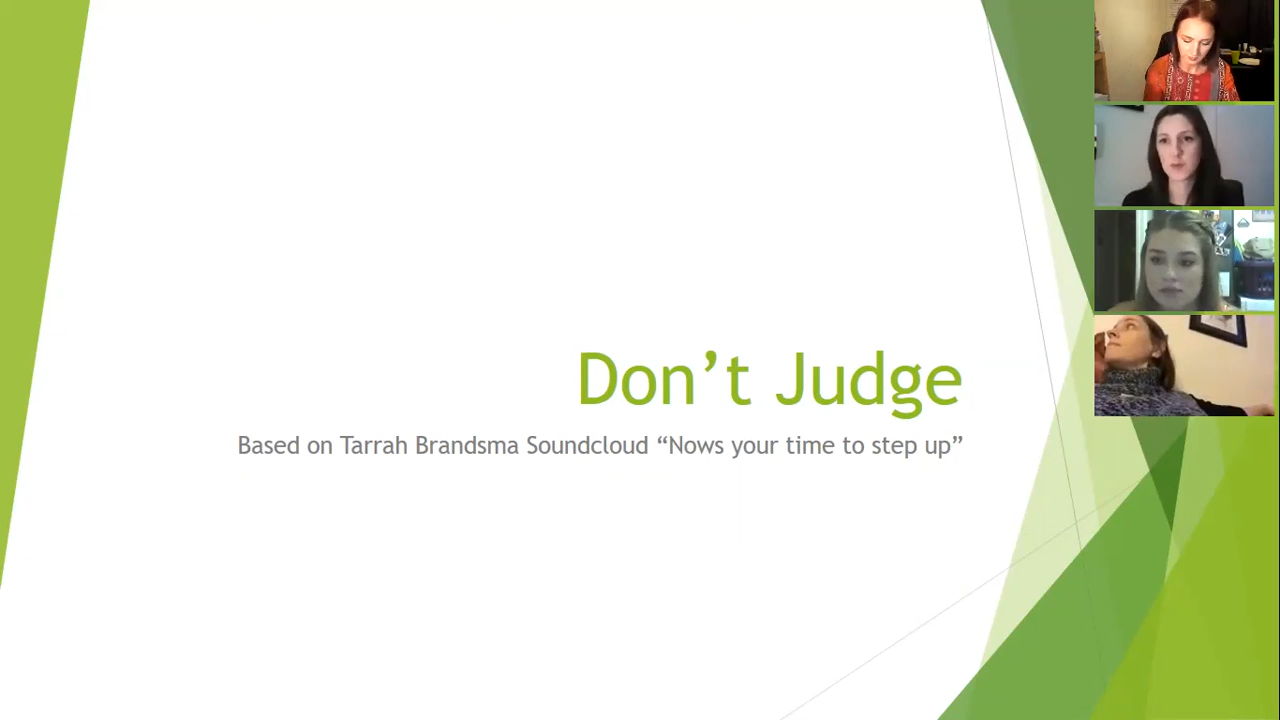 Don’t Judge
Based on Tarrah Brandsma Soundcloud “Nows your time to step up”